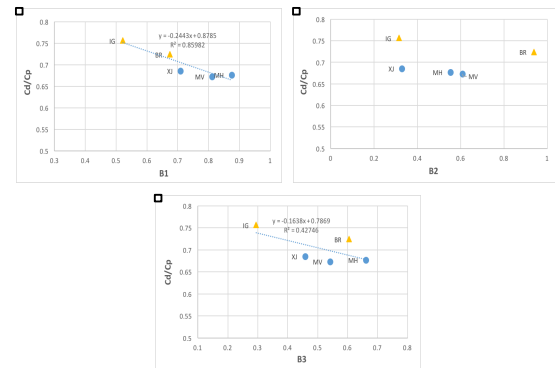 0.8
0.75
0.7
0.65
0.6
0.55
0.5
0.3 0.4 0.5 0.6 0.7 0.8 0.9 1
Cd/Cp
B1
y = -0.2443x+0.8785
R² = 0.85982
IG
BR
XJ
MV
MH
0.8
0.75
0.7
0.65
0.6
0.55
0.5
0 0.2 0.4 0.6 0.8 1
Cd/Cp
B2
IG
BR
XJ
MH
MV
0.8
0.75
0.7
0.65
0.6
0.55
0.5
0.1 0.2 0.3 0.4 0.5 0.6 0.7 0.8
Cd/Cp
B3
y = -0.1638x+0.7869
R² = 0.42746
IG
BR
XJ
MV
MH